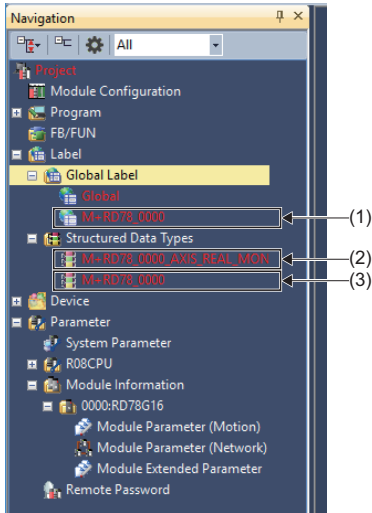 Navigation
All
Project
Module Configuration
Program
FB/FUN
Label
Global Label
Global
M+RD78_0000 (1)
Structured Data Types
M+RD78_0000_AXIS_REAL_MON (2)
M+RD78_0000 (3)
Device
Parameter
System Parameter
R08CPU
Module Information
0000:RD78G16
Module Parameter (Motion)
Module Parameter (Network)
Module Extended Parameter
Remote Password